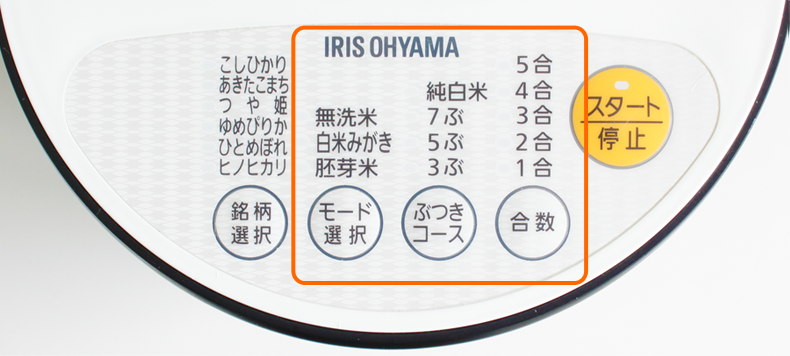 IRIS OHYAMA
こしひかり
あきたこまち
つや姫
ゆめぴりか
ひとめぼれ
ヒノヒカリ
銘柄
選択
無洗米
白米みがき
胚芽米
モード
選択
純白米
7ぶ
5ぶ
3ぶ
ぶつき
コース
5合
4合
3合
2合
1合
合数
スタート
停止